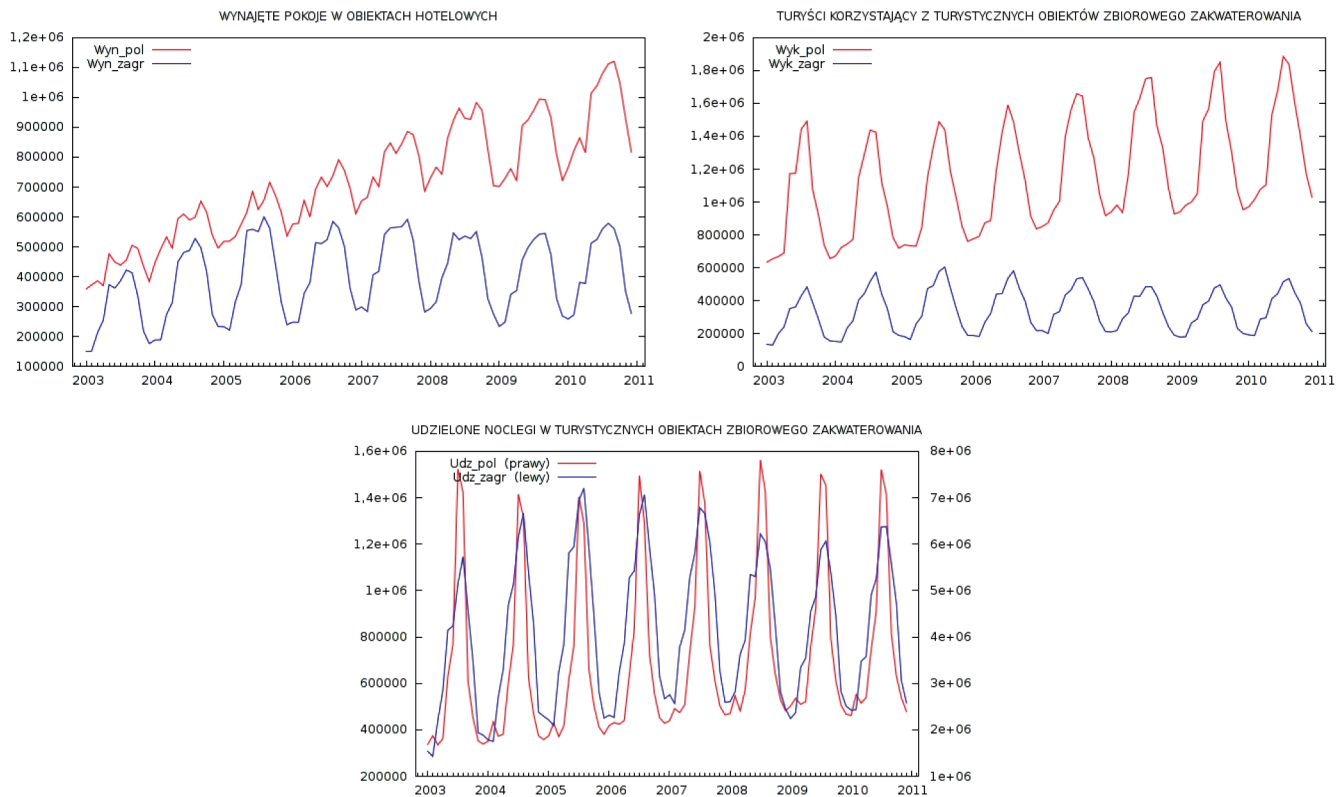 WYNAJĘTE POKOJE W OBIEKTACH HOTELOWYCH
1,2e+06
1,1e+06
1e+06
900000
800000
700000
600000
500000
400000
300000
200000
100000
Wyn_pol
Wyn_zagr
2003 2004 2005 2006 2007 2008 2009 2010 2011
TURYŚCI KORZYSTAJĄCY Z TURYSTYCZNYCH OBIEKTÓW ZBIOROWEGO ZAKWATEROWANIA
2e+06
1,8e+06
1,6e+06
1,4e+06
1,2e+06
1e+06
800000
600000
400000
200000
0
Wyk_pol
Wyk_zagr
2003 2004 2005 2006 2007 2008 2009 2010 2011
UDZIELONE NOCLEGI W TURYSTYCZNYCH OBIEKTACH ZBIOROWEGO ZAKWATEROWANIA
1,6e+06
1,4e+06
1,2e+06
1e+06
800000
600000
400000
200000
Udz_pol (prawy)
Udz_zagr (lewy)
8e+06
7e+06
6e+06
5e+06
4e+06
3e+06
2e+06
1e+06
2003 2004 2005 2006 2007 2008 2009 2010 2011